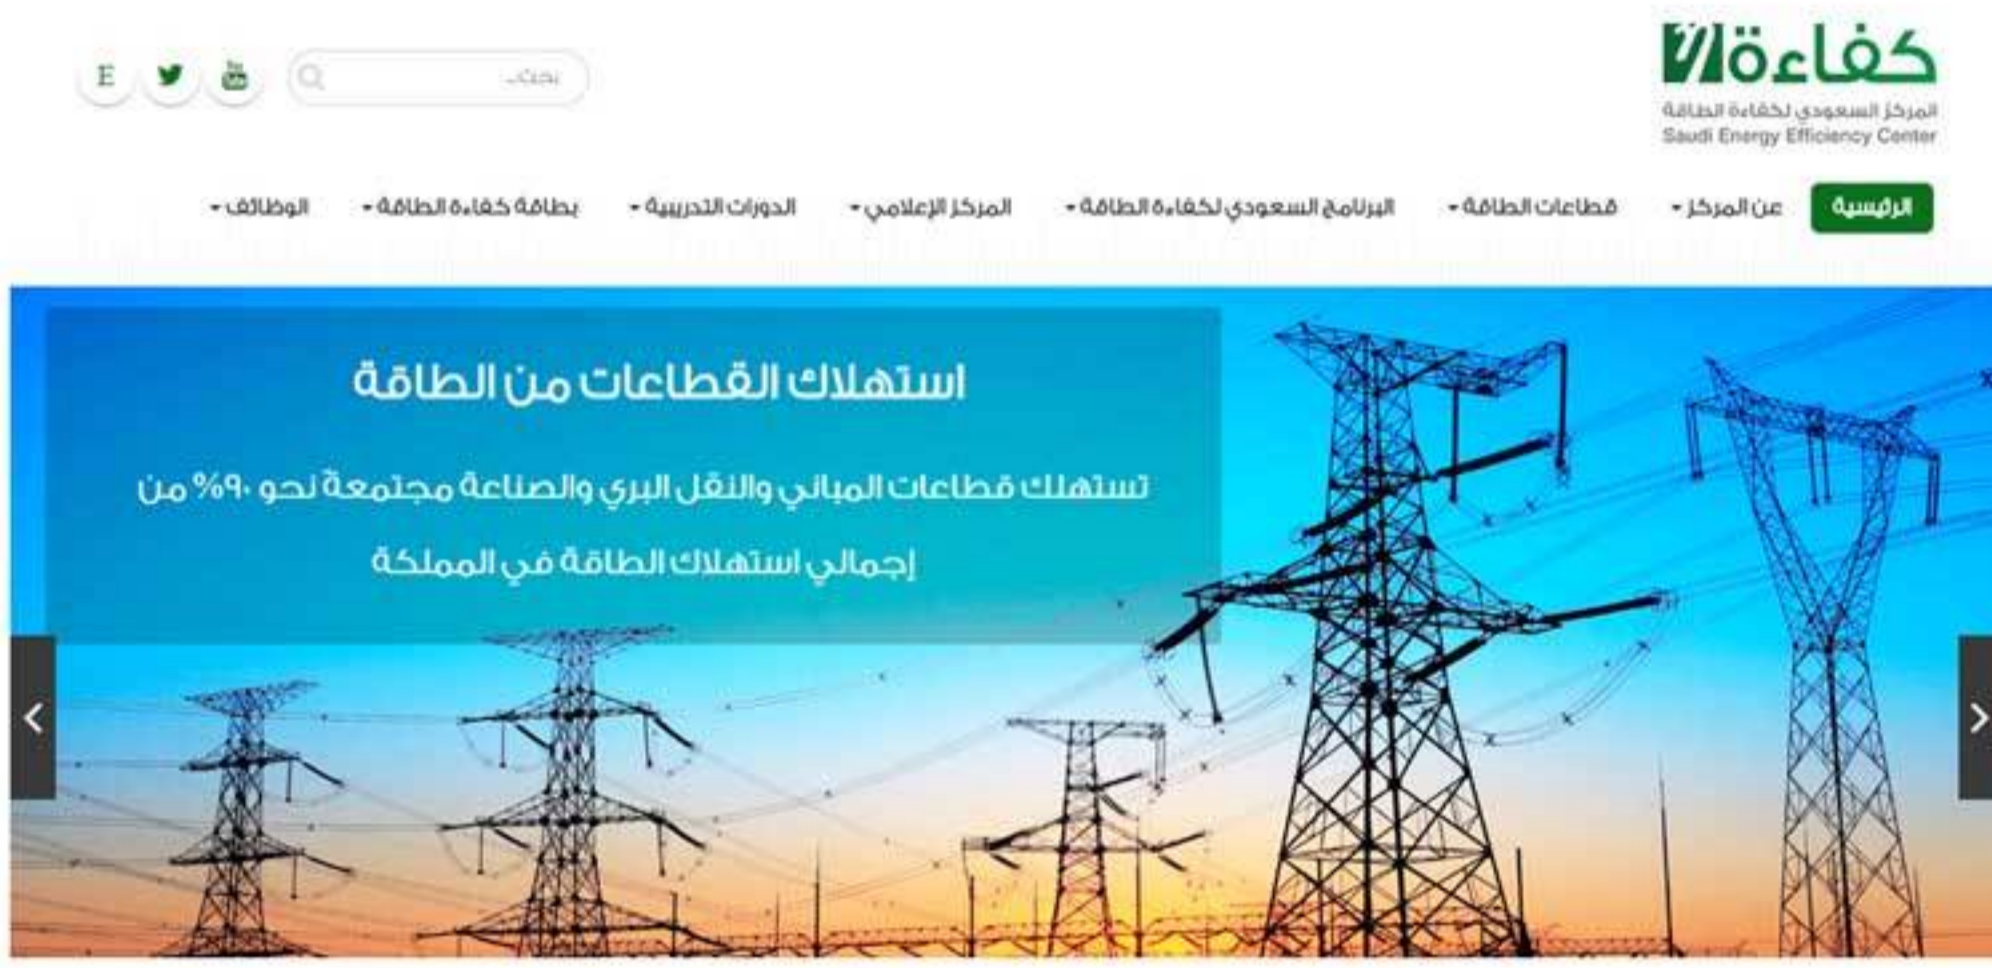 كفاءة
المركز السعودي لكفاءة الطاقة
Saudi Energy Efficiency Center
بحث...
E
الرئيسية
عن المركز
قطاعات الطاقة
البرنامج السعودي لكفاءة الطاقة
المركز الإعلامي
الدورات التدريبية
بطاقة كفاءة الطاقة
الوظائف
استهلاك القطاعات من الطاقة
تستهلك قطاعات المباني والنقل البري والصناعة مجتمعةً نحو ٩٠% من
إجمالي استهلاك الطاقة في المملكة